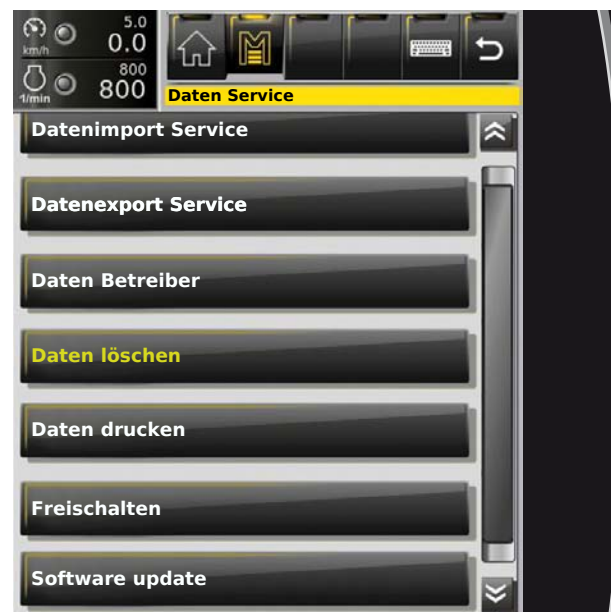 5.0
km/h 0.0
800
1/min 800
Daten Service
Datenimport Service
Datenexport Service
Daten Betreiber
Daten löschen
Daten drucken
Freischalten
Software update